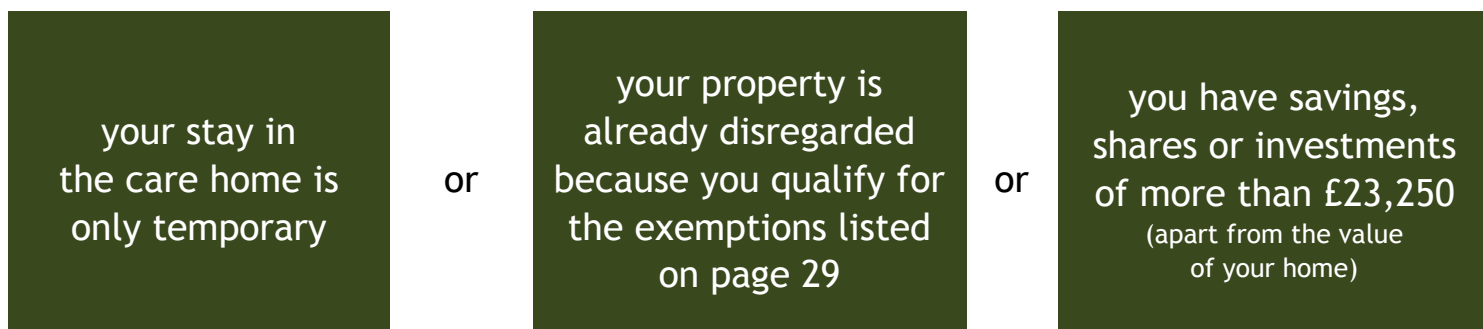 your stay in
the care home is
only temporary
or
your property is
already disregarded
because you qualify for
the exemptions listed
on page 29
or
you have savings,
shares or investments
of more than £23,250
(apart from the value
of your home)